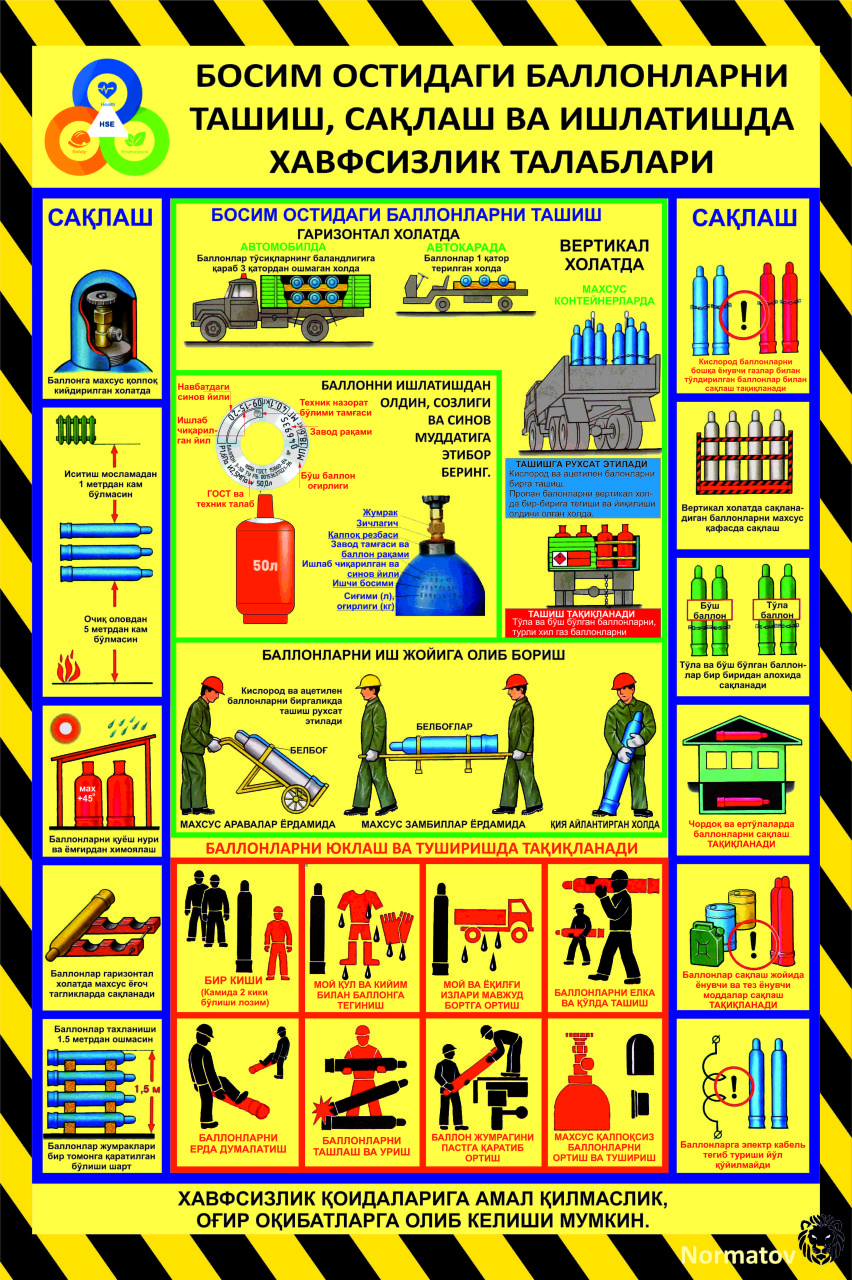 БОСИМ ОСТИДАГИ БАЛЛОНЛАРНИ
ТАШИШ, САҚЛАШ ВА ИШЛАТИШДА
ХАВФСИЗЛИК ТАЛАБЛАРИ
Health
HSE
Safety
Environment
САҚЛАШ
Баллонга махсус қолпоқ
кийдирилган холатда
Иситиш мосламадан
1 метрдан кам
бўлмасин
Очиқ оловдан
5 метрдан кам
бўлмасин
мах
+45°
Баллонларни қуёш нури
ва ёмғирдан химоялаш
Баллонлар гаризонтал
холатда махсус ёғоч
тагликларда сақланади
Баллонлар тахланиши
1.5 метрдан ошмасин
1,5 м
Баллонлар жумраклари
бир томонга қаратилган
бўлиши шарт
БОСИМ ОСТИДАГИ БАЛЛОНЛАРНИ ТАШИШ
ГАРИЗОНТАЛ ХОЛАТДА
АВТОМОБИЛДА
Баллонлар тўсиқларнинг баландлигига
қараб 3 қатордан ошмаган холда
АВТОКАРАДА
Баллонлар 1 қатор
терилган холда
ВЕРТИКАЛ
ХОЛАТДА
МАХСУС
КОНТЕЙНЕРЛАРДА
ТАШИШГА РУХСАТ ЭТИЛАДИ
Кислород ва ацетилен балонларни
бирга ташиш.
Пропан балонларни вертикал хол-
да бир-бирига тегиши ва йиқилиши
олдини олган холда.
ТАШИШ ТАҚИҚЛАНАДИ
Тўла ва бўш бўлган баллонларни,
турли хил газ баллонларни
БАЛЛОННИ ИШЛАТИШДАН
ОЛДИН, СОЗЛИГИ
ВА СИНОВ
МУДДАТИГА
ЭТИБОР
БЕРИНГ.
Навбатдаги
синов йили
Ишлаб
чиқарил-
ган йил
Техник назорат
бўлими тамғаси
Завод рақами
Бўш баллон
оғирлиги
ГОСТ ва
техник талаб
50л
Жумрак
Зичлагич
Калпоқ резбаси
Завод тамғаси ва
баллон рақами
Ишлаб чиқарилган ва
синов йили
Ишчи босими
Сиғими (л),
оғирлиги (кг)
БАЛЛОНЛАРНИ ИШ ЖОЙИГА ОЛИБ БОРИШ
Кислород ва ацетилен
баллонларни биргаликда
ташиш рухсат
этилади
БЕЛБОҒ
БЕЛБОҒЛАР
МАХСУС АРАВАЛАР ЁРДАМИДА
МАХСУС ЗАМБИЛЛАР ЁРДАМИДА
ҚИЯ АЙЛАНТИРГАН ХОЛДА
БАЛЛОНЛАРНИ ЮКЛАШ ВА ТУШИРИШДА ТАҚИҚЛАНАДИ
БИР КИШИ
(Камида 2 кики
бўлиши лозим)
МОЙ ҚУЛ ВА КИЙИМ
БИЛАН БАЛЛОНГА
ТЕГИНИШ
МОЙ ВА ЁҚИЛҒИ
ИЗЛАРИ МАВЖУД
БОРТГА ОРТИШ
БАЛЛОНЛАРНИ ЕЛКА
ВА ҚЎЛДА ТАШИШ
БАЛЛОНЛАРНИ
ЕРДА ДУМАЛАТИШ
БАЛЛОНЛАРНИ
ТАШЛАШ ВА УРИШ
БАЛЛОН ЖУМРАГИНИ
ПАСТГА ҚАРАТИБ
ОРТИШ
МАХСУС ҚАЛПОҚСИЗ
БАЛЛОНЛАРНИ
ОРТИШ ВА ТУШИРИШ
САҚЛАШ
Кислород баллонларни
бошқа ёнувчи газлар билан
тўлдирилган баллонлар билан
сақлаш тақиқланади
Вертикал холатда сақлана-
диган баллонларни махсус
қафасда сақлаш
Бўш
баллон
Тўла
баллон
Тўла ва бўш бўлган баллон-
лар бир биридан алохида
сақланади
Чордоқ ва ертўлаларда
баллонларни сақлаш
ТАҚИҚЛАНАДИ
Баллонлар сақлаш жойида
ёнувчи ва тез ёнувчи
моддалар сақлаш
ТАҚИҚЛАНАДИ
Баллонларга электр кабель
тегиб туриши йўл
қўйилмайди
ХАВФСИЗЛИК ҚОИДАЛАРИГА АМАЛ ҚИЛМАСЛИК,
ОҒИР ОҚИБАТЛАРГА ОЛИБ КЕЛИШИ МУМКИН.
Normatov